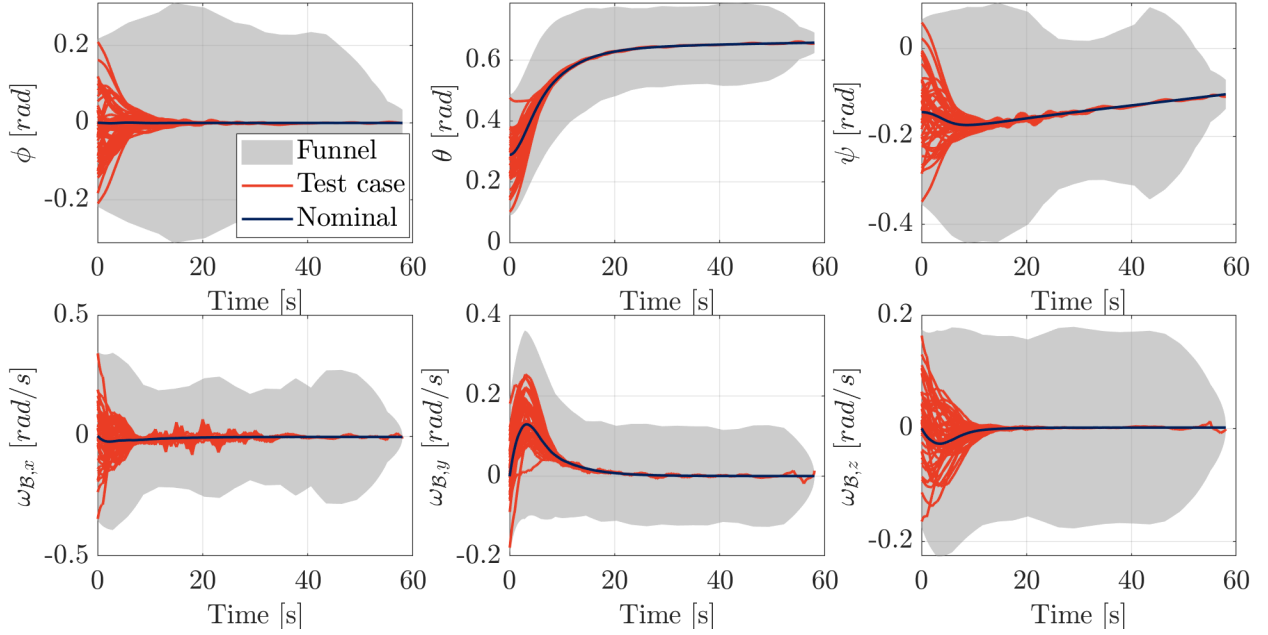 0.2
0
-0.2
ϕ [rad]
0 20 40 60
Time [s]
Funnel
Test case
Nominal
0.6
0.4
0.2
0
θ [rad]
0 20 40 60
Time [s]
0
-0.2
-0.4
ψ [rad]
0 20 40 60
Time [s]
0.5
0
-0.5
ω_B,x [rad/s]
0 20 40 60
Time [s]
0.4
0.2
0
-0.2
ω_B,y [rad/s]
0 20 40 60
Time [s]
0.2
0
-0.2
ω_B,z [rad/s]
0 20 40 60
Time [s]